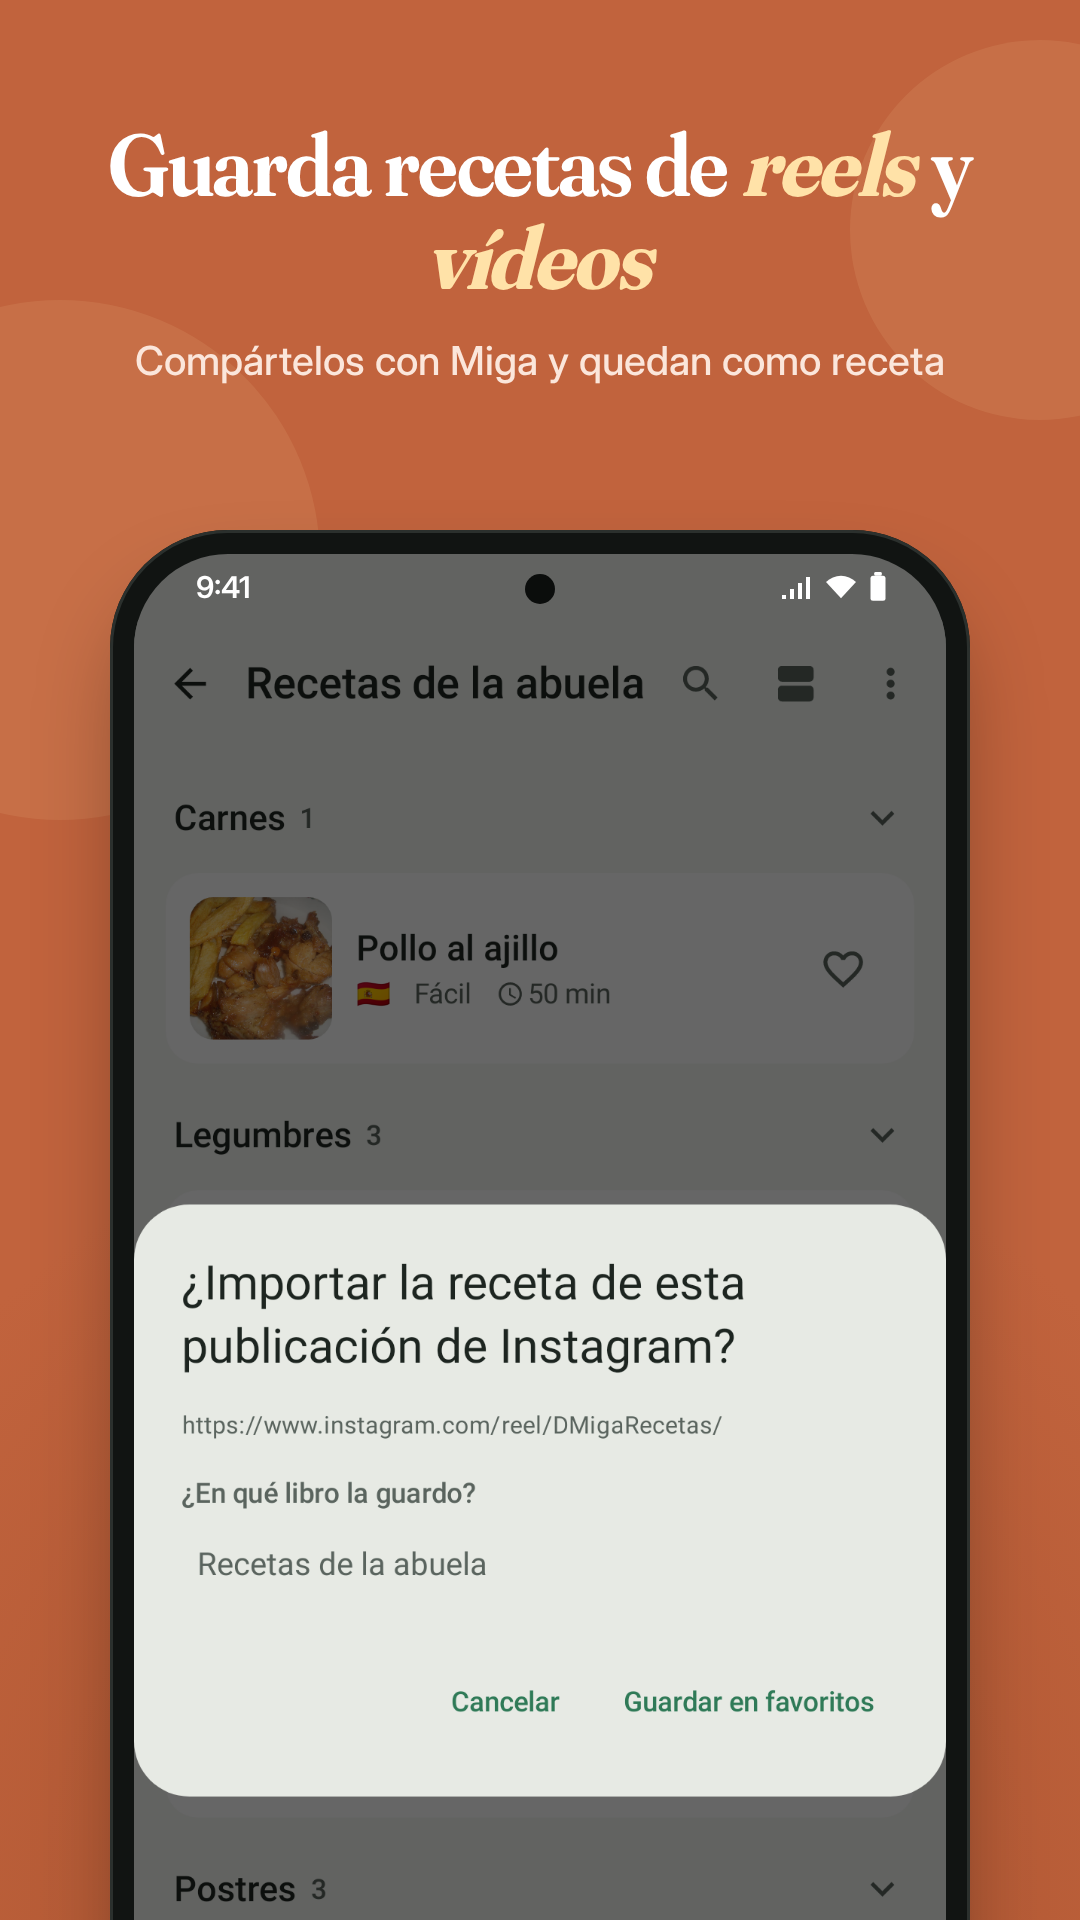 Guarda recetas de reels y
vídeos
Compártelos con Miga y quedan como receta
9:41
Recetas de la abuela
Carnes 1
Pollo al ajillo
Fácil 50 min
Legumbres 3
¿Importar la receta de esta
publicación de Instagram?
https://www.instagram.com/reel/DMigaRecetas/
¿En qué libro la guardo?
Recetas de la abuela
Cancelar Guardar en favoritos
Postres 3